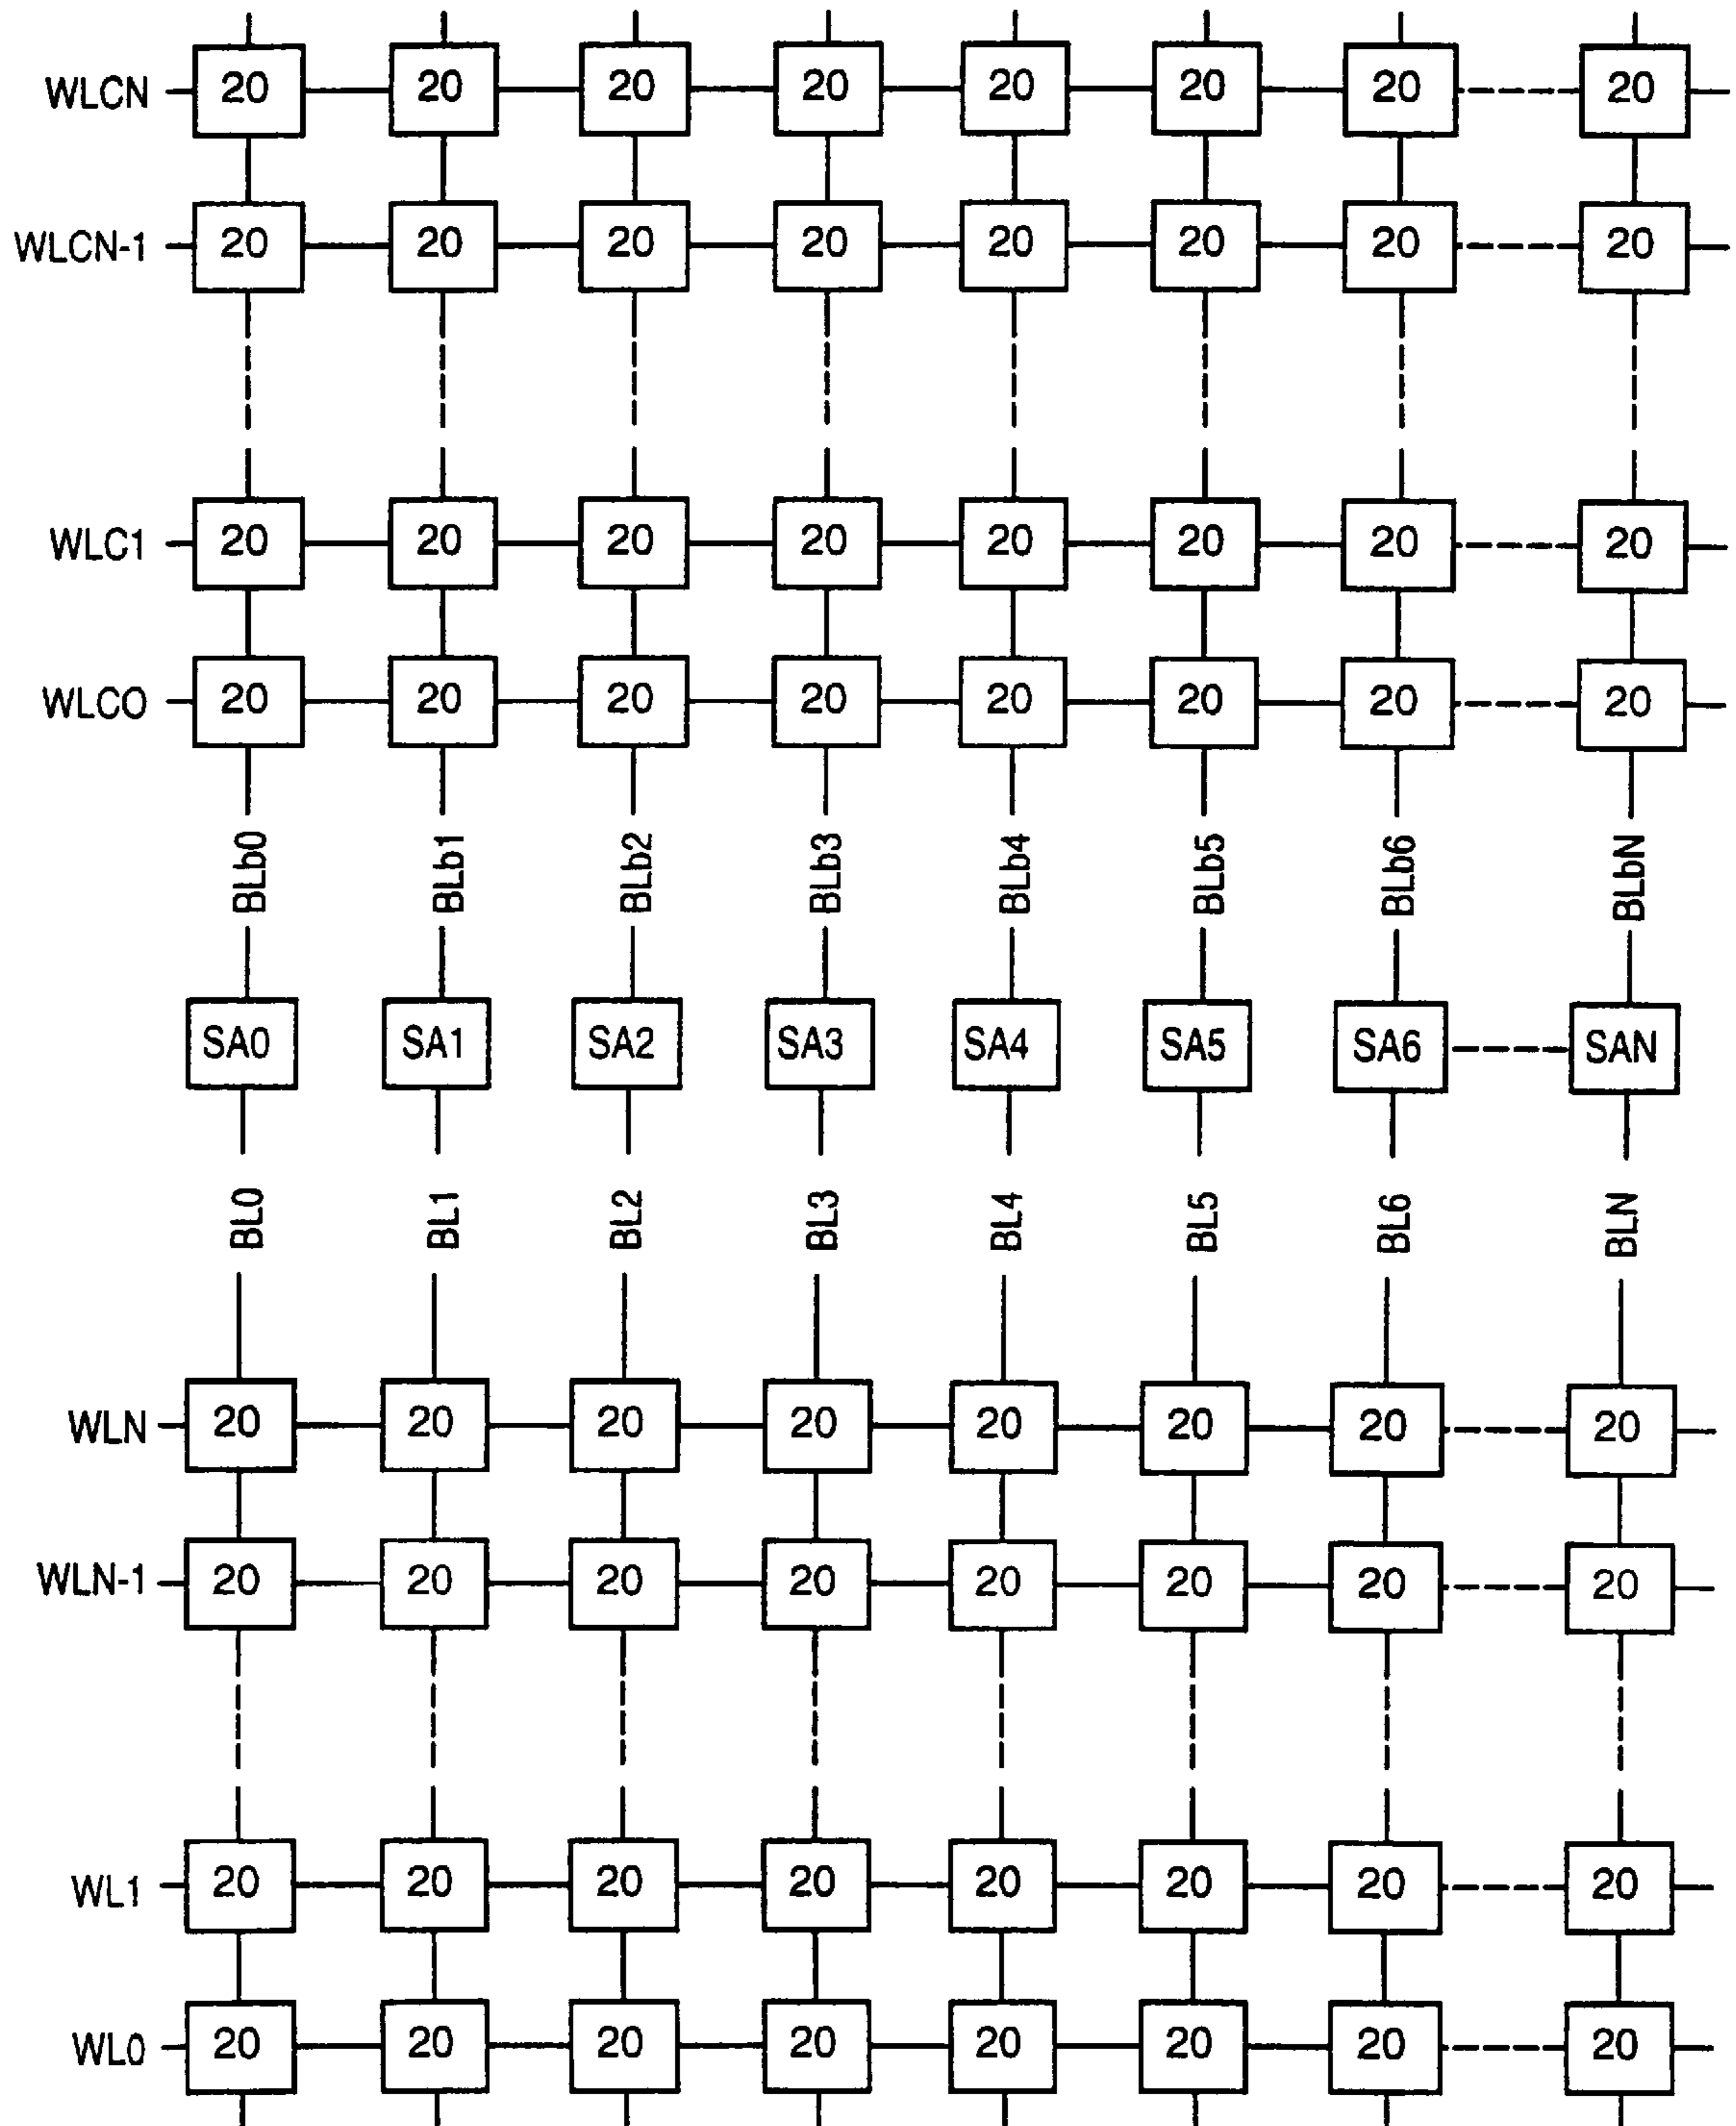 WLCN 20 20 20 20 20 20 20 20
WLCN-1 20 20 20 20 20 20 20 20
WLC1 20 20 20 20 20 20 20 20
WLCO 20 20 20 20 20 20 20 20
BLb0 BLb1 BLb2 BLb3 BLb4 BLb5 BLb6 BLbN
SA0 SA1 SA2 SA3 SA4 SA5 SA6 SAN
BL0 BL1 BL2 BL3 BL4 BL5 BL6 BLN
WLN 20 20 20 20 20 20 20 20
WLN-1 20 20 20 20 20 20 20 20
WL1 20 20 20 20 20 20 20 20
WL0 20 20 20 20 20 20 20 20